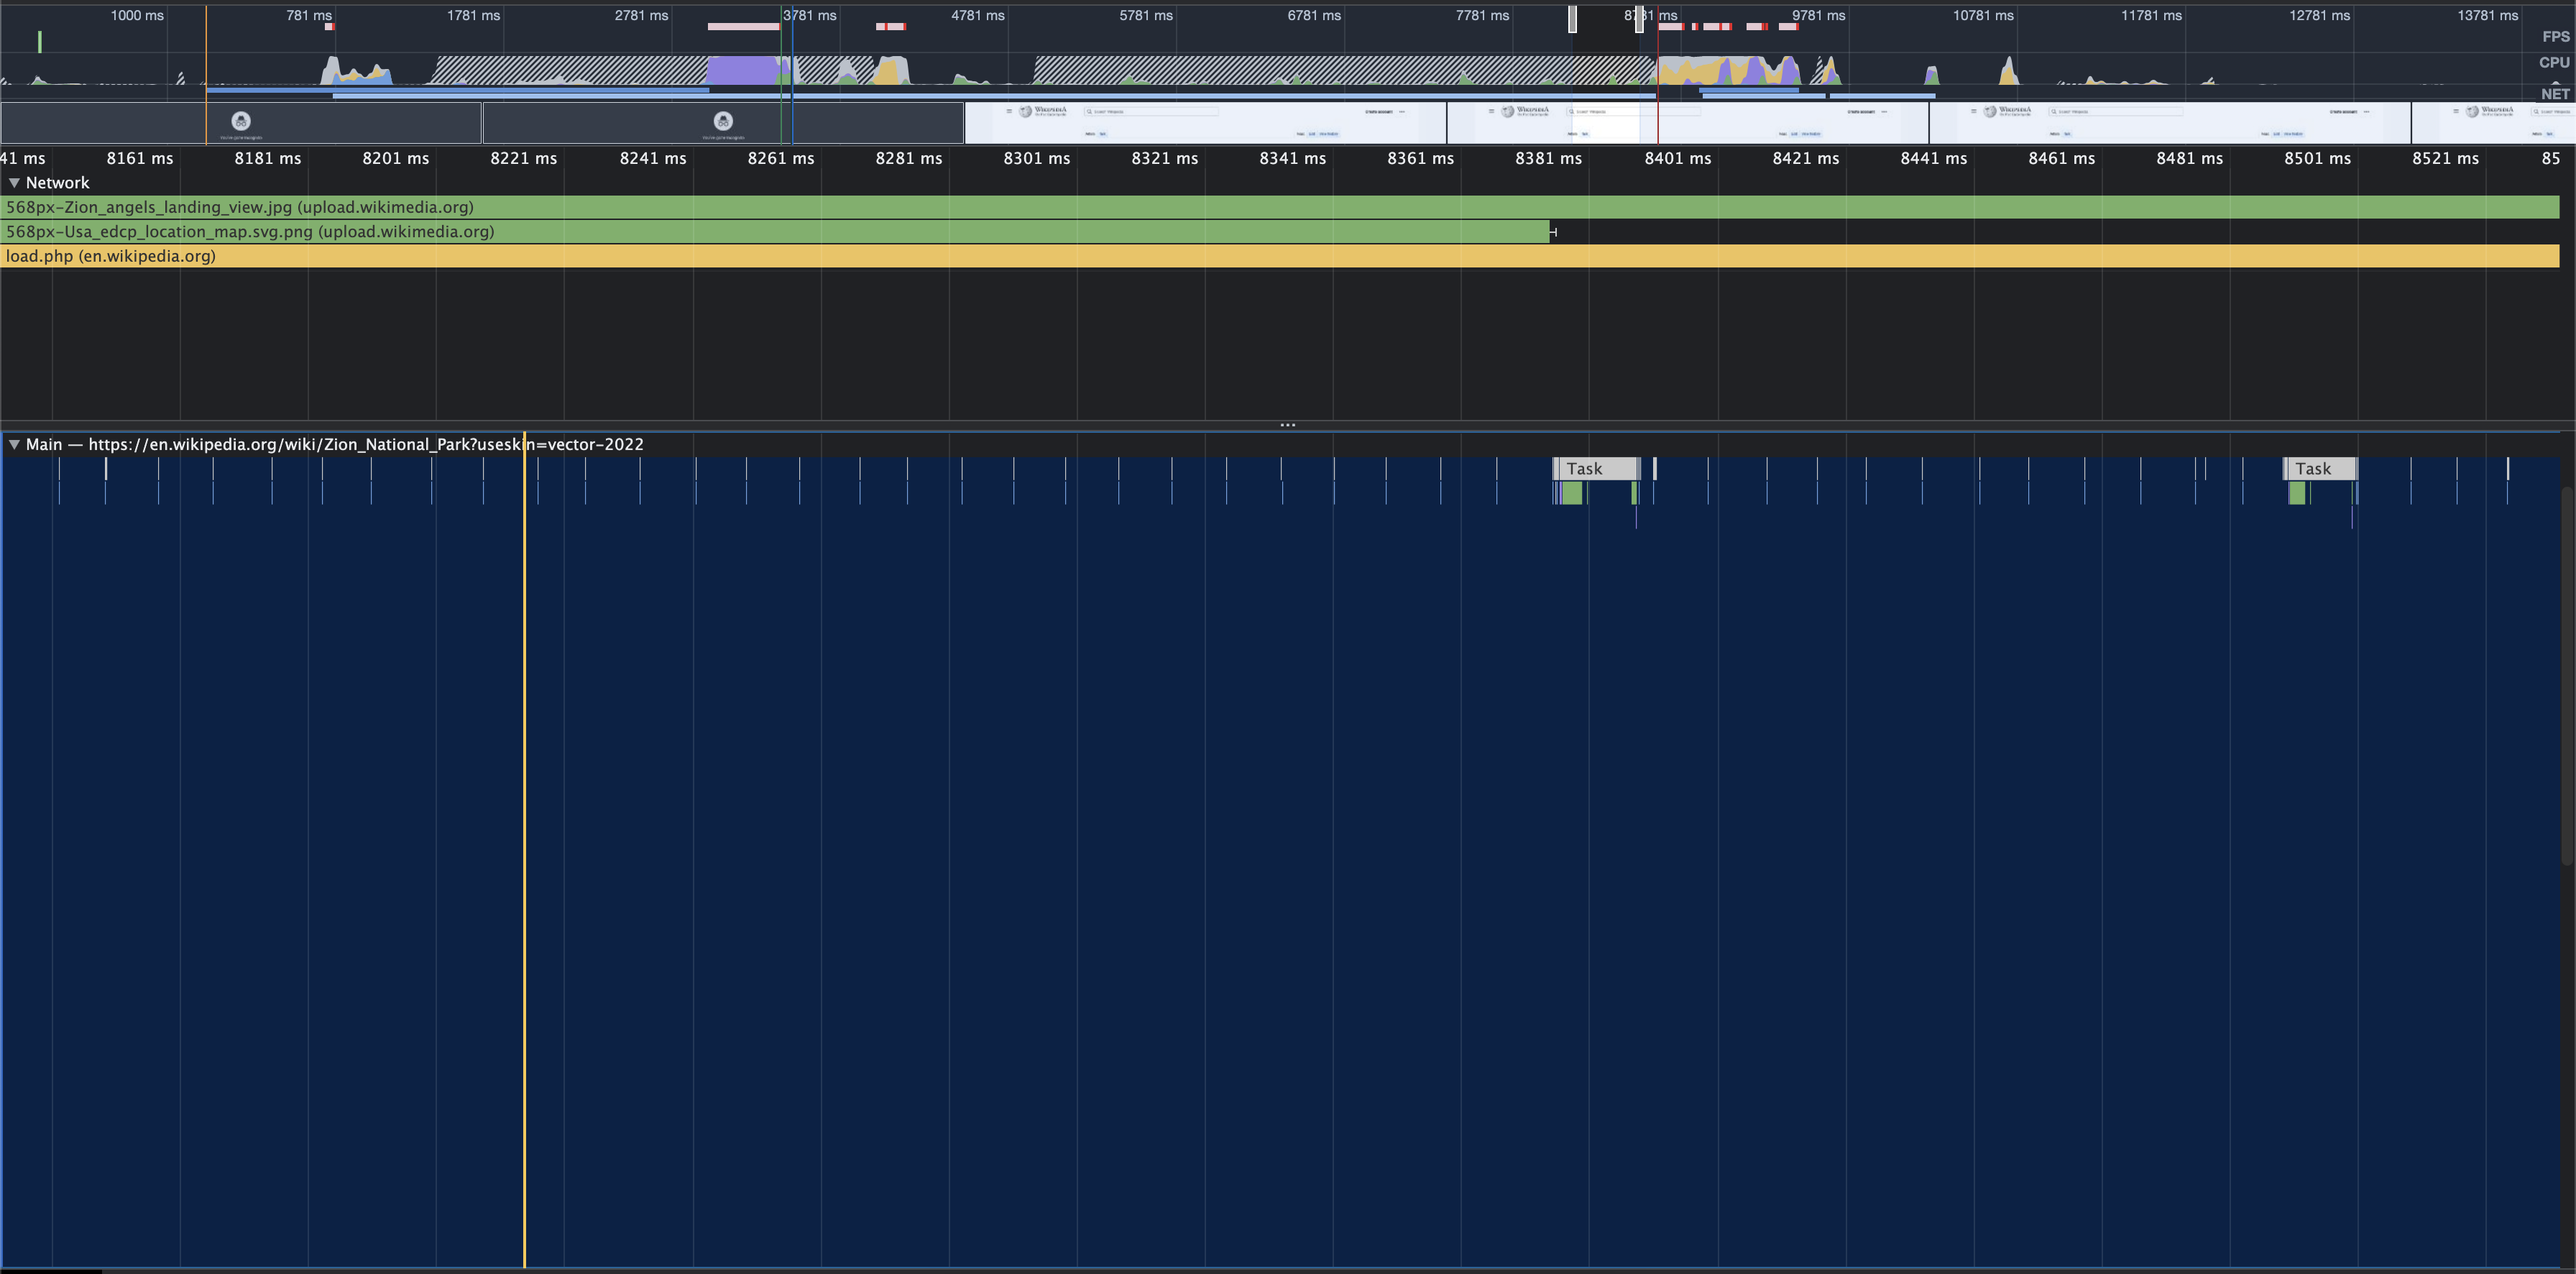 1000 ms 781 ms 1781 ms 2781 ms 3781 ms 4781 ms 5781 ms 6781 ms 7781 ms 8781 ms 9781 ms 10781 ms 11781 ms 12781 ms 13781 ms
FPS
CPU
NET
41 ms 8161 ms 8181 ms 8201 ms 8221 ms 8241 ms 8261 ms 8281 ms 8301 ms 8321 ms 8341 ms 8361 ms 8381 ms 8401 ms 8421 ms 8441 ms 8461 ms 8481 ms 8501 ms 8521 ms 85
Network
568px-Zion_angels_landing_view.jpg (upload.wikimedia.org)
568px-Usa_edcp_location_map.svg.png (upload.wikimedia.org)
load.php (en.wikipedia.org)
Main — https://en.wikipedia.org/wiki/Zion_National_Park?useskin=vector-2022
Task Task